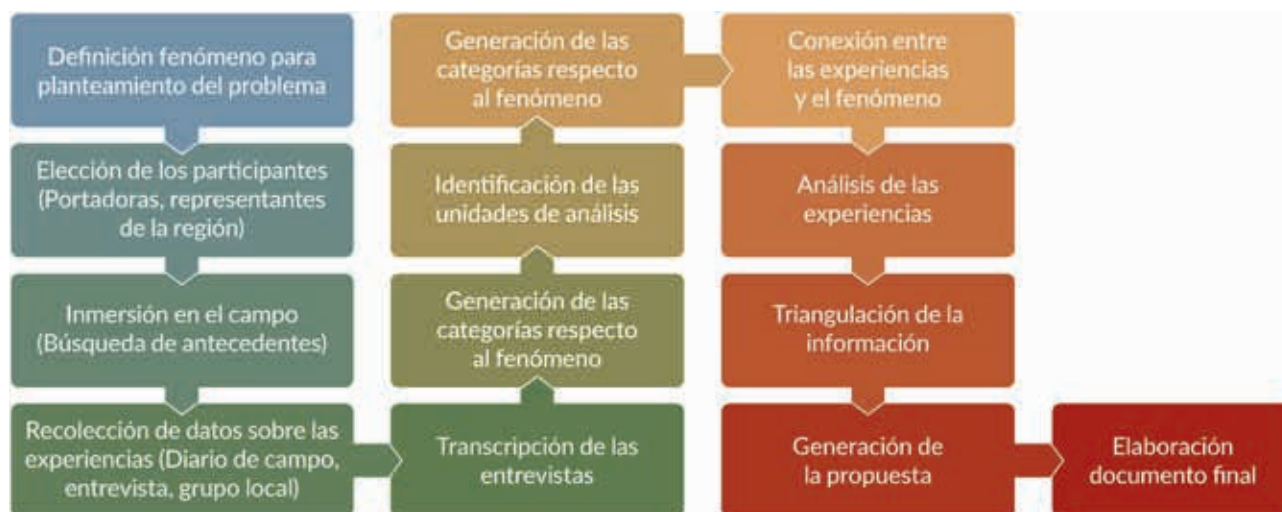 Definición fenómeno para
planteamiento del problema
Elección de los participantes
(Portadoras, representantes
de la región)
Inmersión en el campo
(Búsqueda de antecedentes)
Recolección de datos sobre las
experiencias (Diario de campo,
entrevista, grupo local)
Transcripción de las
entrevistas
Generación de las
categorías respecto
al fenómeno
Identificación de las
unidades de análisis
Generación de las
categorías respecto
al fenómeno
Conexión entre
las experiencias
y el fenómeno
Análisis de las
experiencias
Triangulación de la
información
Generación de
la propuesta
Elaboración
documento final